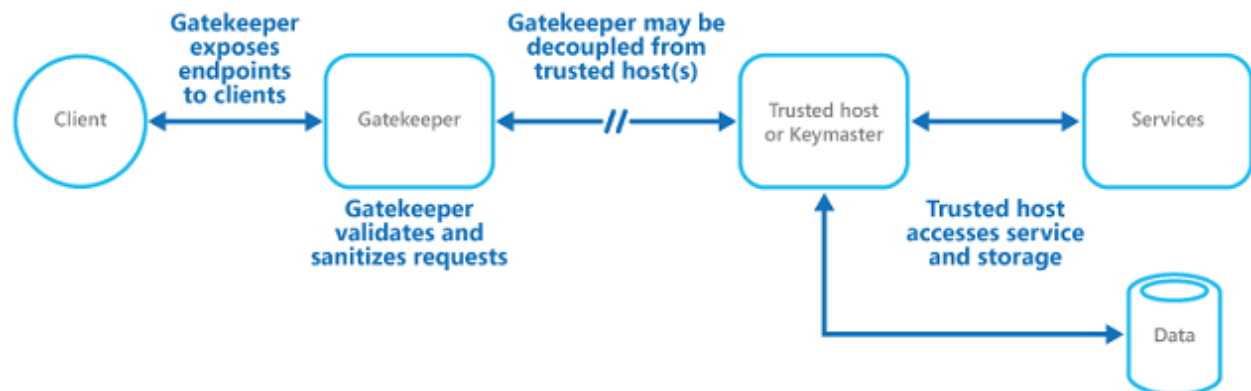 Gatekeeper
exposes
endpoints
to clients
Gatekeeper may be
decoupled from
trusted host(s)
Client
Gatekeeper
Trusted host
or Keymaster
Services
Gatekeeper
validates and
sanitizes requests
Trusted host
accesses service
and storage
Data